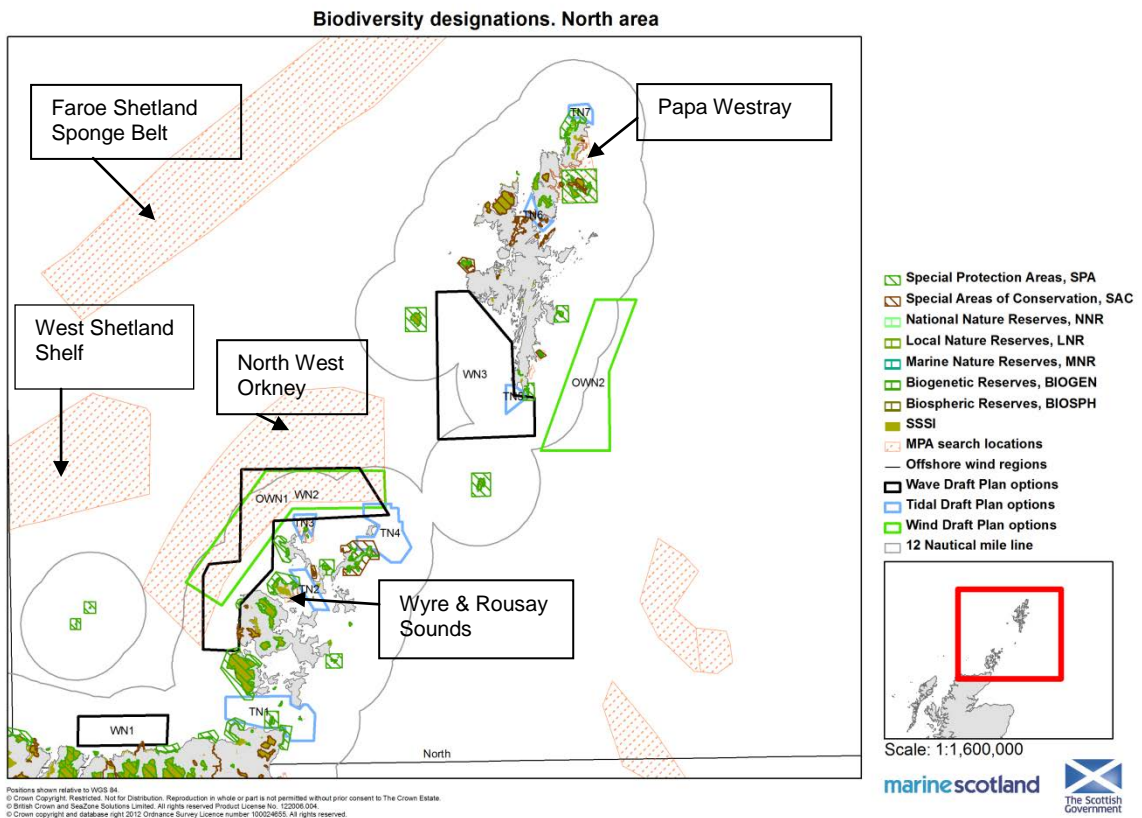 Biodiversity designations. North area
Faroe Shetland
Sponge Belt
Papa Westray
West Shetland
Shelf
North West
Orkney
Wyre & Rousay
Sounds
TN7
TN6
WN3
OWN2
TN5
OWN1
WN2
TN3
TN4
TN2
TN1
WN1
North
Special Protection Areas, SPA
Special Areas of Conservation, SAC
National Nature Reserves, NNR
Local Nature Reserves, LNR
Marine Nature Reserves, MNR
Biogenetic Reserves, BIOGEN
Biospheric Reserves, BIOSPH
SSSI
MPA search locations
Offshore wind regions
Wave Draft Plan options
Tidal Draft Plan options
Wind Draft Plan options
12 Nautical mile line
Scale: 1:1,600,000
marinescotland
The Scottish
Government
Positions shown relative to WGS 84.
© Crown Copyright. Restricted. Not for Distribution. Reproduction in whole or part is not permitted without prior consent to The Crown Estate.
© British Crown and SeaZone Solutions Limited. All rights reserved Product License No. 122006.004.
© Crown copyright and database right 2012 Ordnance Survey Licence number 100024655. All rights reserved.